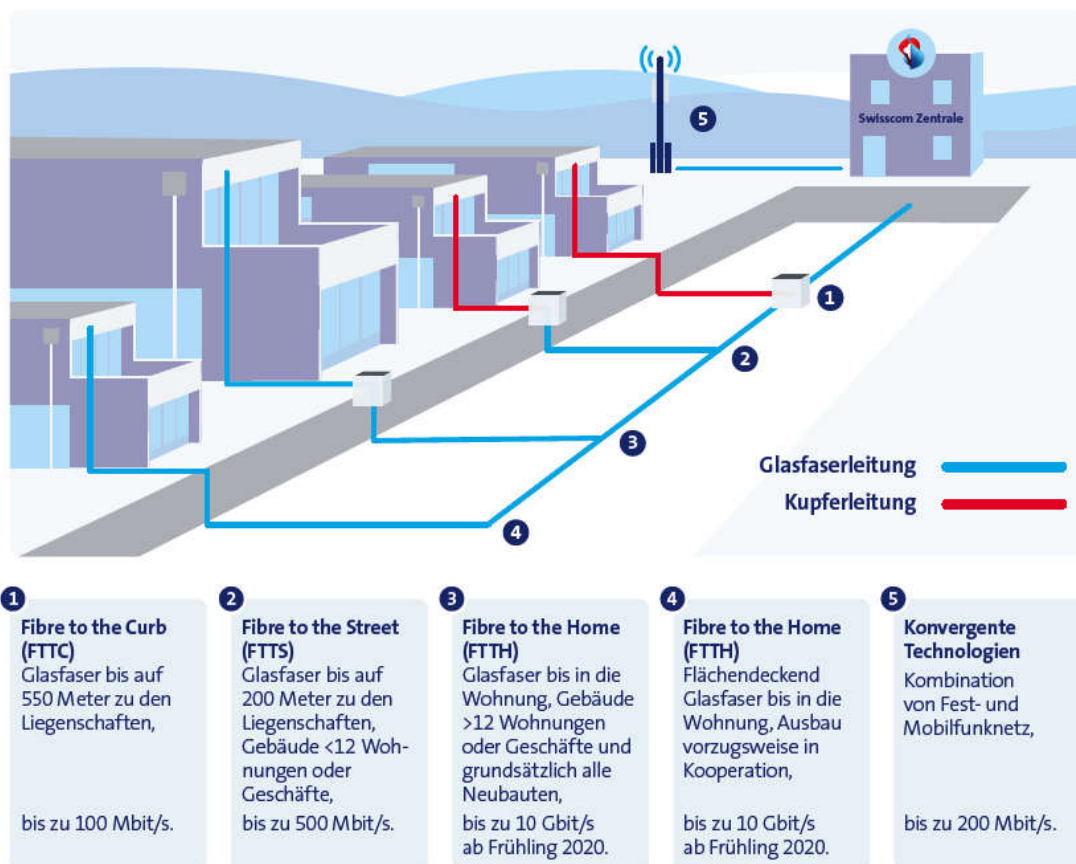 5
Swisscom Zentrale
1
2
3
4
Glasfaserleitung
Kupferleitung
1
Fibre to the Curb
(FTTC)
Glasfaser bis auf
550 Meter zu den
Liegenschaften,
bis zu 100 Mbit/s.
2
Fibre to the Street
(FTTS)
Glasfaser bis auf
200 Meter zu den
Liegenschaften,
Gebäude <12 Woh-
nungen oder
Geschäfte,
bis zu 500 Mbit/s.
3
Fibre to the Home
(FTTH)
Glasfaser bis in die
Wohnung, Gebäude
>12 Wohnungen
oder Geschäfte und
grundsätzlich alle
Neubauten,
bis zu 10 Gbit/s
ab Frühling 2020.
4
Fibre to the Home
(FTTH)
Flächendeckend
Glasfaser bis in die
Wohnung, Ausbau
vorzugsweise in
Kooperation,
bis zu 10 Gbit/s
ab Frühling 2020.
5
Konvergente
Technologien
Kombination
von Fest- und
Mobilfunknetz,
bis zu 200 Mbit/s.